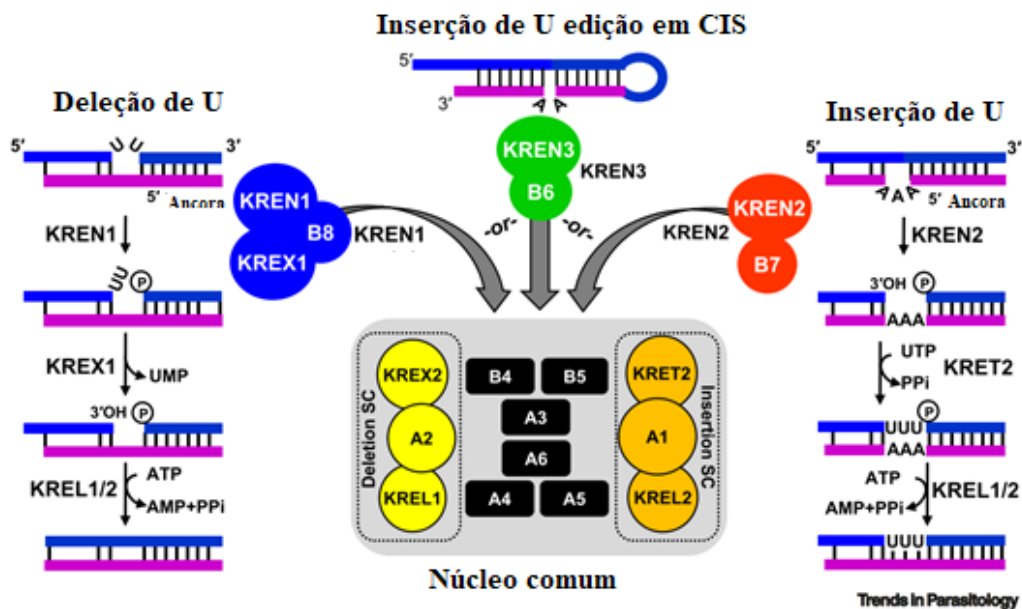 Inserção de U edição em CIS
5'
3'
A A
KREN3
B6
KREN3
Deleção de U
5'
U U
3'
5' Ancora
KREN1
UU
P
KREX1
UMP
3'OH
P
KREL1/2
ATP
AMP+PPi
KREN1
B8
KREX1
KREN1
-or-
-or-
KREN2
KREN2
B7
Inserção de U
5'
3'
A A A
5' Ancora
KREN2
3'OH
P
AAA
UTP
PPi
KRET2
P
UUU
AAA
ATP
AMP+PPi
KREL1/2
UUU
Deletion SC
KREX2
A2
KREL1
B4
B5
A3
A6
A4
A5
KRET2
A1
KREL2
Insertion SC
Núcleo comum
Trends in Parasitology